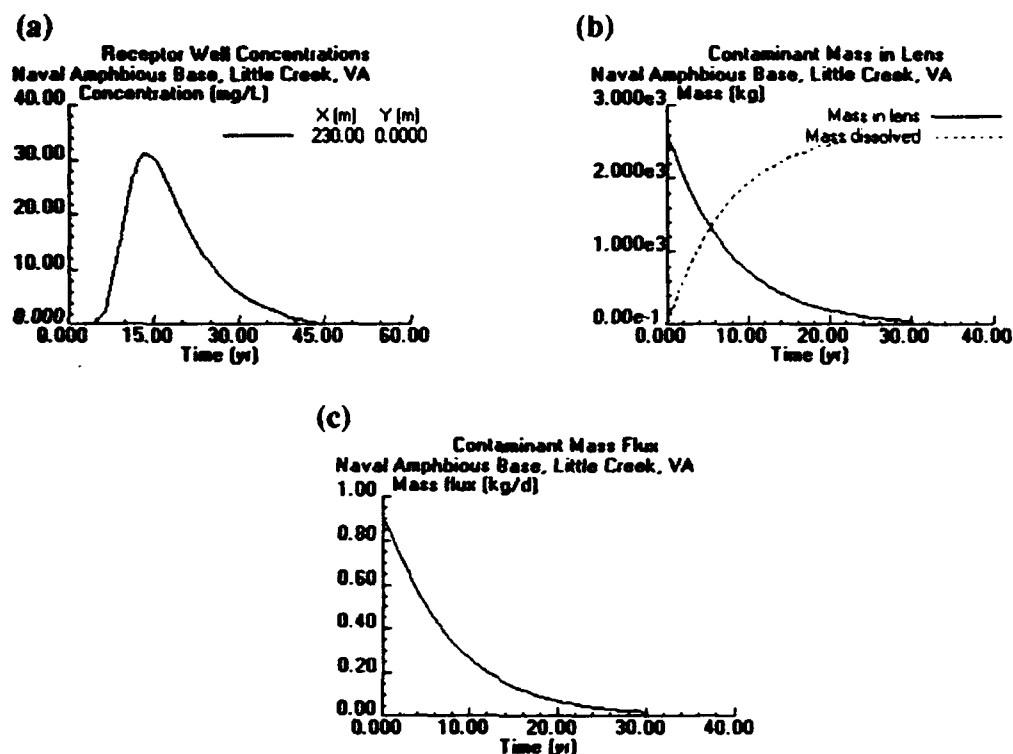 (a)
Receptor Well Concentrations
Naval Amphbious Base, Little Creek, VA
Concentration (mg/L)
40.00
30.00
20.00
10.00
0.000
X (m) Y (m)
230.00 0.0000
0.000 15.00 30.00 45.00 60.00
Time (yr)
(b)
Contaminant Mass in Lens
Naval Amphbious Base, Little Creek, VA
Mass (kg)
3.000e3
2.000e3
1.000e3
0.00e-1
Mass in lens
Mass dissolved
0.000 10.00 20.00 30.00 40.00
Time (yr)
(c)
Contaminant Mass Flux
Naval Amphbious Base, Little Creek, VA
Mass flux (kg/d)
1.00
0.80
0.60
0.40
0.20
0.00
0.000 10.00 20.00 30.00 40.00
Time (yr)